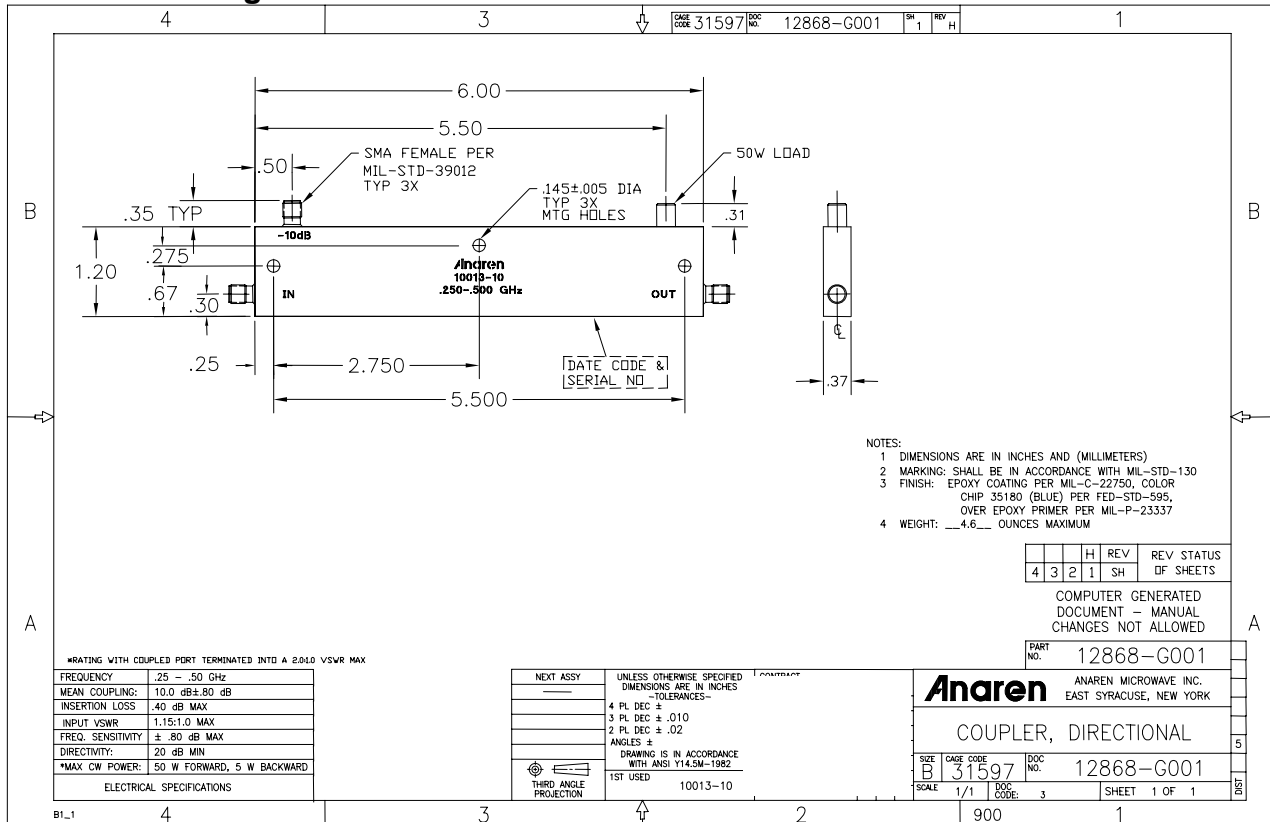 4
3
1
CAGE CODE 31597 DOC NO. 12868-G001 SH 1 REV H
6.00
5.50
.50
SMA FEMALE PER
MIL-STD-39012
TYP 3X
50W LOAD
.145±.005 DIA
TYP 3X
MTG HOLES
B
.35 TYP
.31
B
-10dB
.275
1.20
Anaren
10013-10
.250-.500 GHz
.67
.30
IN
OUT
℄
.25
2.750
DATE CODE &
SERIAL NO
.37
5.500
NOTES:
1 DIMENSIONS ARE IN INCHES AND (MILLIMETERS)
2 MARKING: SHALL BE IN ACCORDANCE WITH MIL-STD-130
3 FINISH: EPOXY COATING PER MIL-C-22750, COLOR
CHIP 35180 (BLUE) PER FED-STD-595,
OVER EPOXY PRIMER PER MIL-P-23337
4 WEIGHT: __4.6__ OUNCES MAXIMUM
H REV REV STATUS
4 3 2 1 SH OF SHEETS
COMPUTER GENERATED
DOCUMENT - MANUAL
CHANGES NOT ALLOWED
A
A
PART NO. 12868-G001
*RATING WITH COUPLED PORT TERMINATED INTO A VSWR MAX
FREQUENCY .25 - .50 GHz
MEAN COUPLING: 10.0 dB±.80 dB
INSERTION LOSS .40 dB MAX
INPUT VSWR 1.15:1.0 MAX
FREQ. SENSITIVITY ± .80 dB MAX
DIRECTIVITY: 20 dB MIN
*MAX CW POWER: 50 W FORWARD, 5 W BACKWARD
ELECTRICAL SPECIFICATIONS
NEXT ASSY
THIRD ANGLE
PROJECTION
UNLESS OTHERWISE SPECIFIED
DIMENSIONS ARE IN INCHES
-TOLERANCES-
4 PL DEC ±
3 PL DEC ± .010
2 PL DEC ± .02
ANGLES ±
DRAWING IS IN ACCORDANCE
WITH ANSI Y14.5M-1982
1ST USED
10013-10
Anaren
ANAREN MICROWAVE INC.
EAST SYRACUSE, NEW YORK
COUPLER, DIRECTIONAL
5
SIZE B CAGE CODE 31597 DOC NO. 12868-G001
SCALE 1/1 DOC CODE: 3 SHEET 1 OF 1
DIST
B1_1
4
3
2
900
1